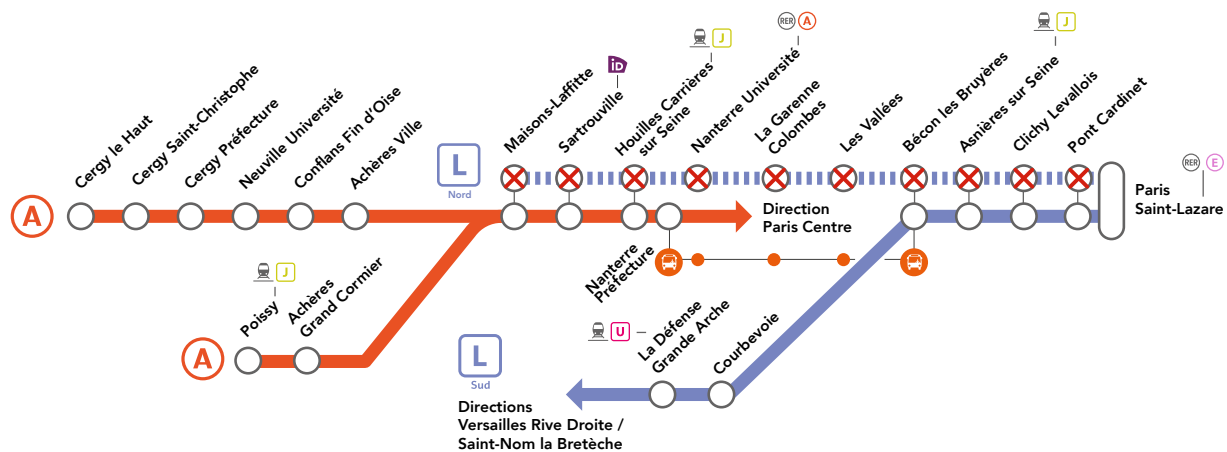 RER A
RER E
J
J
iD
Cergy le Haut
Cergy Saint-Christophe
Cergy Préfecture
Neuville Université
Conflans Fin d'Oise
Achères Ville
L
Nord
Maisons-Laffitte
Sartrouville
Houilles Carrières
sur Seine
Nanterre Université
La Garenne
Colombes
Les Vallées
Bécon les Bruyères
Asnières sur Seine
Clichy Levallois
Pont Cardinet
Paris
Saint-Lazare
A
Direction
Paris Centre
Nanterre
Préfecture
J
Poissy
Achères
Grand Cormier
A
U
La Défense
Grande Arche
Courbevoie
L
Sud
Directions
Versailles Rive Droite /
Saint-Nom la Bretèche